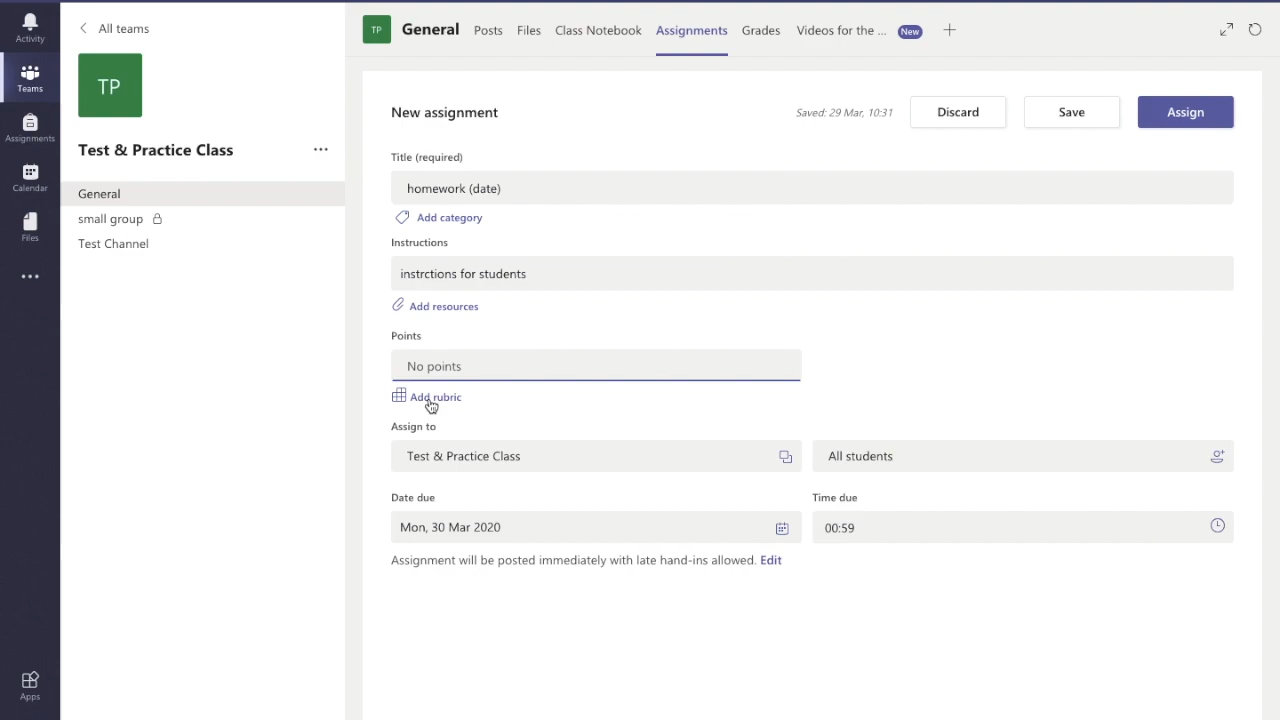 Activity
Teams
Assignments
Calendar
Files
Apps
All teams
TP
Test & Practice Class
General
small group
Test Channel
TP
General
Posts
Files
Class Notebook
Assignments
Grades
Videos for the ...
New
New assignment
Saved: 29 Mar, 10:31
Discard
Save
Assign
Title (required)
homework (date)
Add category
Instructions
instrctions for students
Add resources
Points
No points
Add rubric
Assign to
Test & Practice Class
All students
Date due
Time due
Mon, 30 Mar 2020
00:59
Assignment will be posted immediately with late hand-ins allowed. Edit